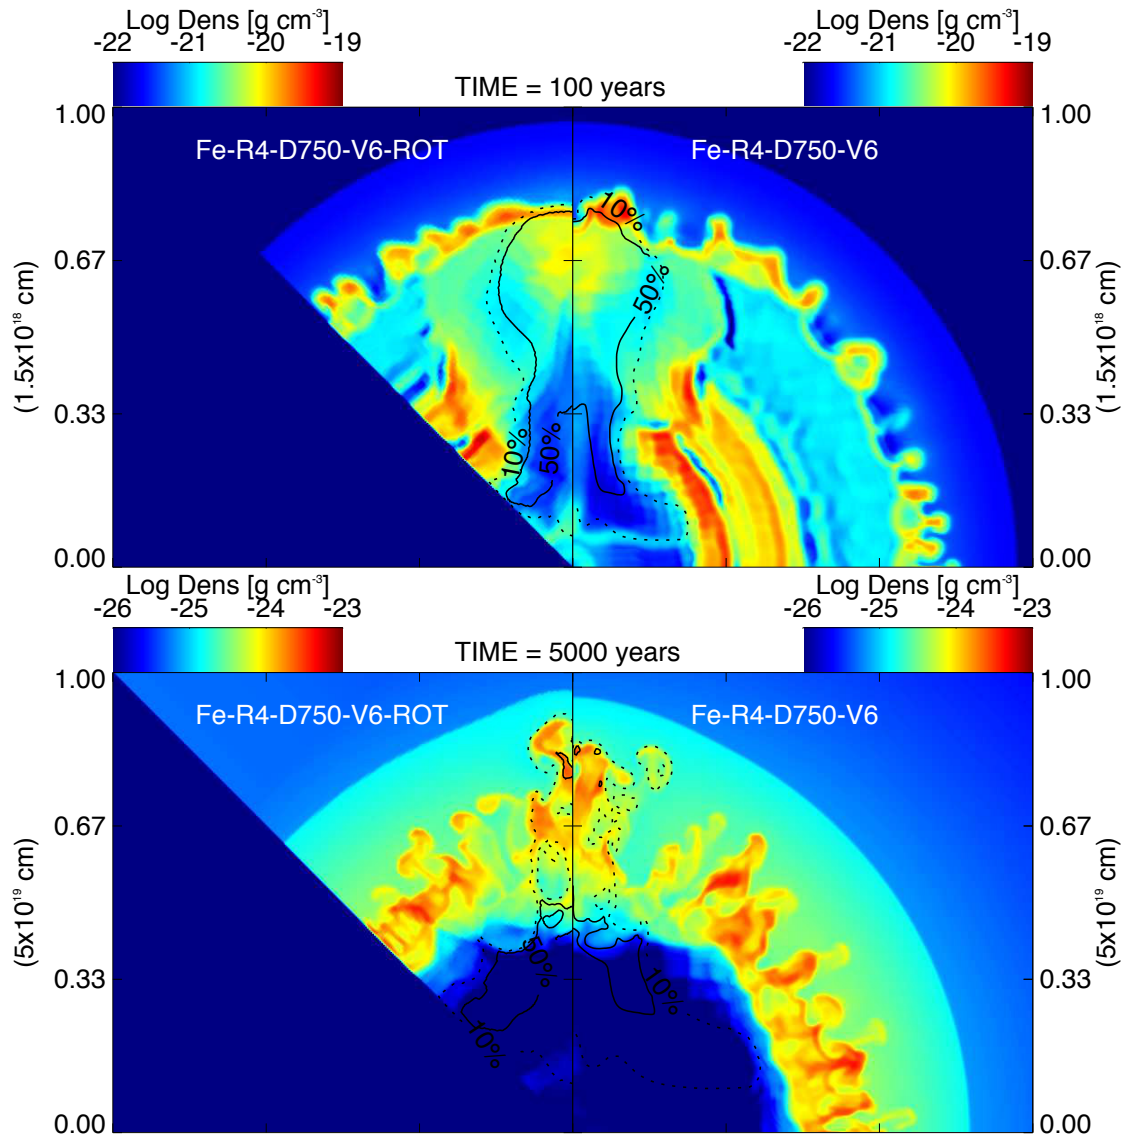 Log Dens [g cm⁻³] Log Dens [g cm⁻³]
-22 -21 -20 -19 -22 -21 -20 -19
TIME = 100 years
1.00 1.00
Fe-R4-D750-V6-ROT Fe-R4-D750-V6
10%
0.67 0.67
50%
(1.5x10¹⁸ cm) (1.5x10¹⁸ cm)
0.33 0.33
10% 50%
0.00 0.00
Log Dens [g cm⁻³] Log Dens [g cm⁻³]
-26 -25 -24 -23 -26 -25 -24 -23
TIME = 5000 years
1.00 1.00
Fe-R4-D750-V6-ROT Fe-R4-D750-V6
0.67 0.67
(5x10¹⁹ cm) (5x10¹⁹ cm)
50%
0.33 10% 0.33
10%
0.00 0.00